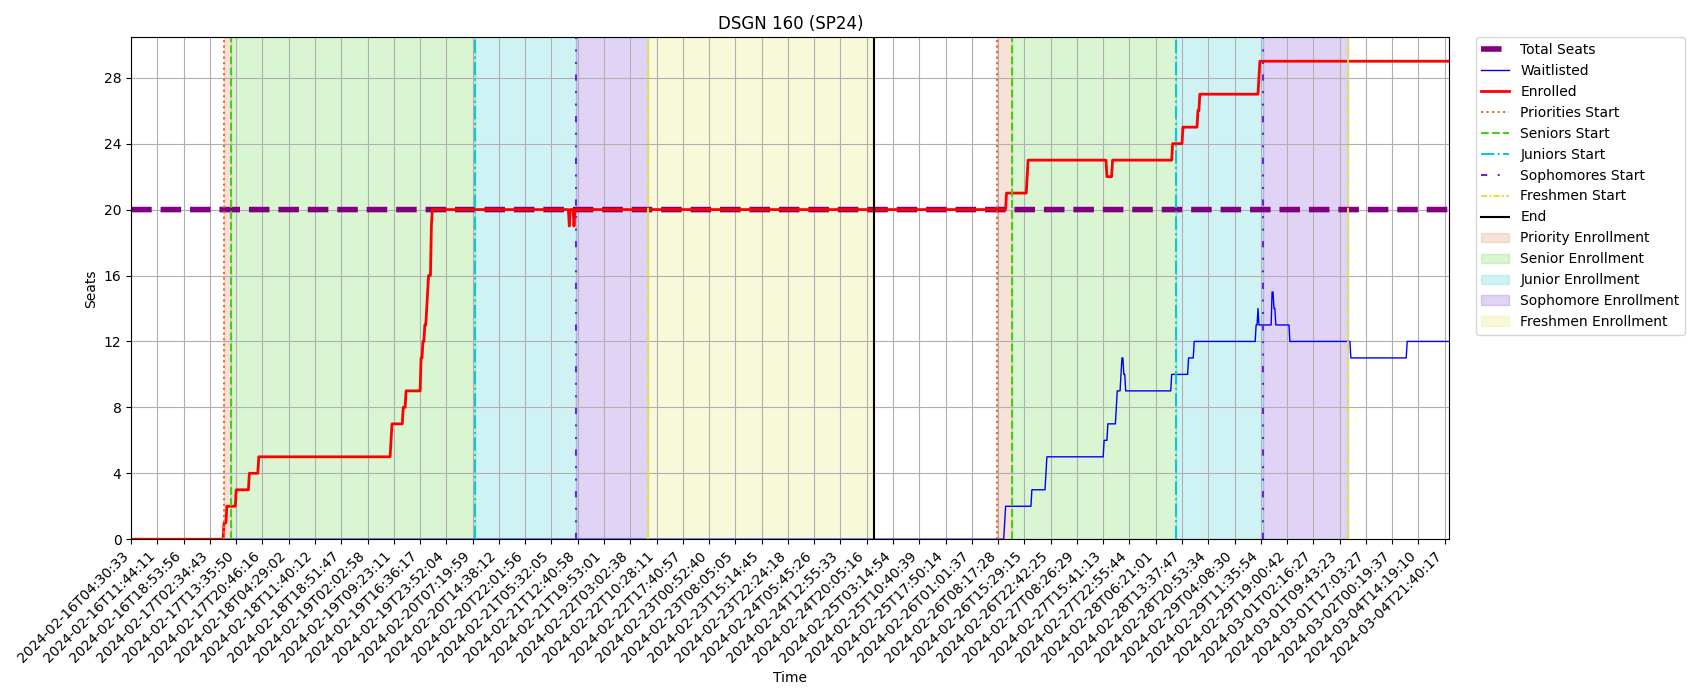 DSGN 160 (SP24)
Seats
28
24
20
16
12
8
4
0
2024-02-16T04:30:33
2024-02-16T11:44:11
2024-02-16T18:53:56
2024-02-17T02:34:43
2024-02-17T13:35:50
2024-02-17T20:46:16
2024-02-18T04:29:02
2024-02-18T11:40:12
2024-02-18T18:51:47
2024-02-19T02:02:58
2024-02-19T09:23:11
2024-02-19T16:36:17
2024-02-19T23:52:04
2024-02-20T07:19:59
2024-02-20T14:38:12
2024-02-20T22:01:56
2024-02-21T05:32:05
2024-02-21T12:40:58
2024-02-21T19:53:01
2024-02-22T03:02:38
2024-02-22T10:28:11
2024-02-22T17:40:57
2024-02-23T00:52:40
2024-02-23T08:05:05
2024-02-23T15:14:45
2024-02-23T22:24:18
2024-02-24T05:45:26
2024-02-24T12:55:33
2024-02-24T20:05:16
2024-02-25T03:14:54
2024-02-25T10:40:39
2024-02-25T17:50:14
2024-02-26T01:01:37
2024-02-26T08:17:28
2024-02-26T15:29:15
2024-02-26T22:42:25
2024-02-27T08:26:29
2024-02-27T15:41:13
2024-02-27T22:55:44
2024-02-28T06:21:01
2024-02-28T13:37:47
2024-02-28T20:53:34
2024-02-29T04:08:30
2024-02-29T11:35:54
2024-02-29T19:00:42
2024-03-01T02:16:27
2024-03-01T09:43:23
2024-03-01T17:03:27
2024-03-02T00:19:37
2024-03-04T14:19:10
2024-03-04T21:40:17
Time
Total Seats
Waitlisted
Enrolled
Priorities Start
Seniors Start
Juniors Start
Sophomores Start
Freshmen Start
End
Priority Enrollment
Senior Enrollment
Junior Enrollment
Sophomore Enrollment
Freshmen Enrollment